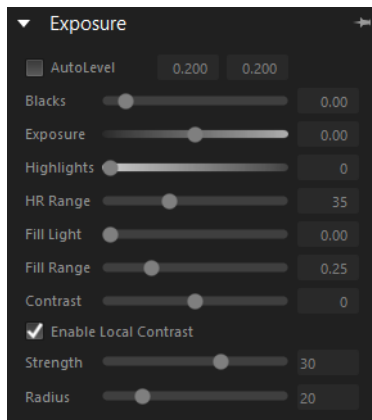 Exposure
AutoLevel 0.200 0.200
Blacks 0.00
Exposure 0.00
Highlights 0
HR Range 35
Fill Light 0.00
Fill Range 0.25
Contrast 0
Enable Local Contrast
Strength 30
Radius 20